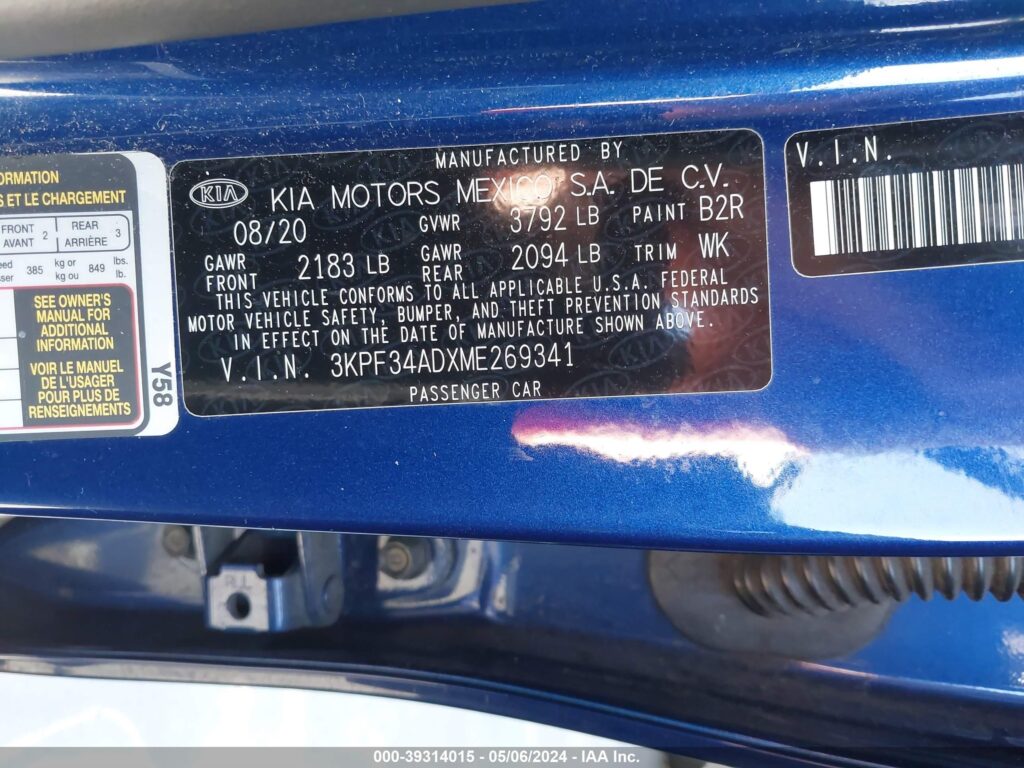 ORMATION
S ET LE CHARGEMENT
FRONT AVANT 2 REAR ARRIÈRE 3
385 kg or kg ou 849 lbs. lb.
SEE OWNER'S
MANUAL FOR
ADDITIONAL
INFORMATION
VOIR LE MANUEL
DE L'USAGER
POUR PLUS DE
RENSEIGNEMENTS
Y58
MANUFACTURED BY
KIA KIA MOTORS MEXICO S.A. DE C.V.
08/20 GVWR 3792 LB PAINT B2R
GAWR FRONT 2183 LB GAWR REAR 2094 LB TRIM WK
THIS VEHICLE CONFORMS TO ALL APPLICABLE U.S.A. FEDERAL
MOTOR VEHICLE SAFETY, BUMPER, AND THEFT PREVENTION STANDARDS
IN EFFECT ON THE DATE OF MANUFACTURE SHOWN ABOVE.
V.I.N. 3KPF34ADXME269341
PASSENGER CAR
V.I.N.
RUL
000-39314015 — 05/06/2024 — IAA Inc.